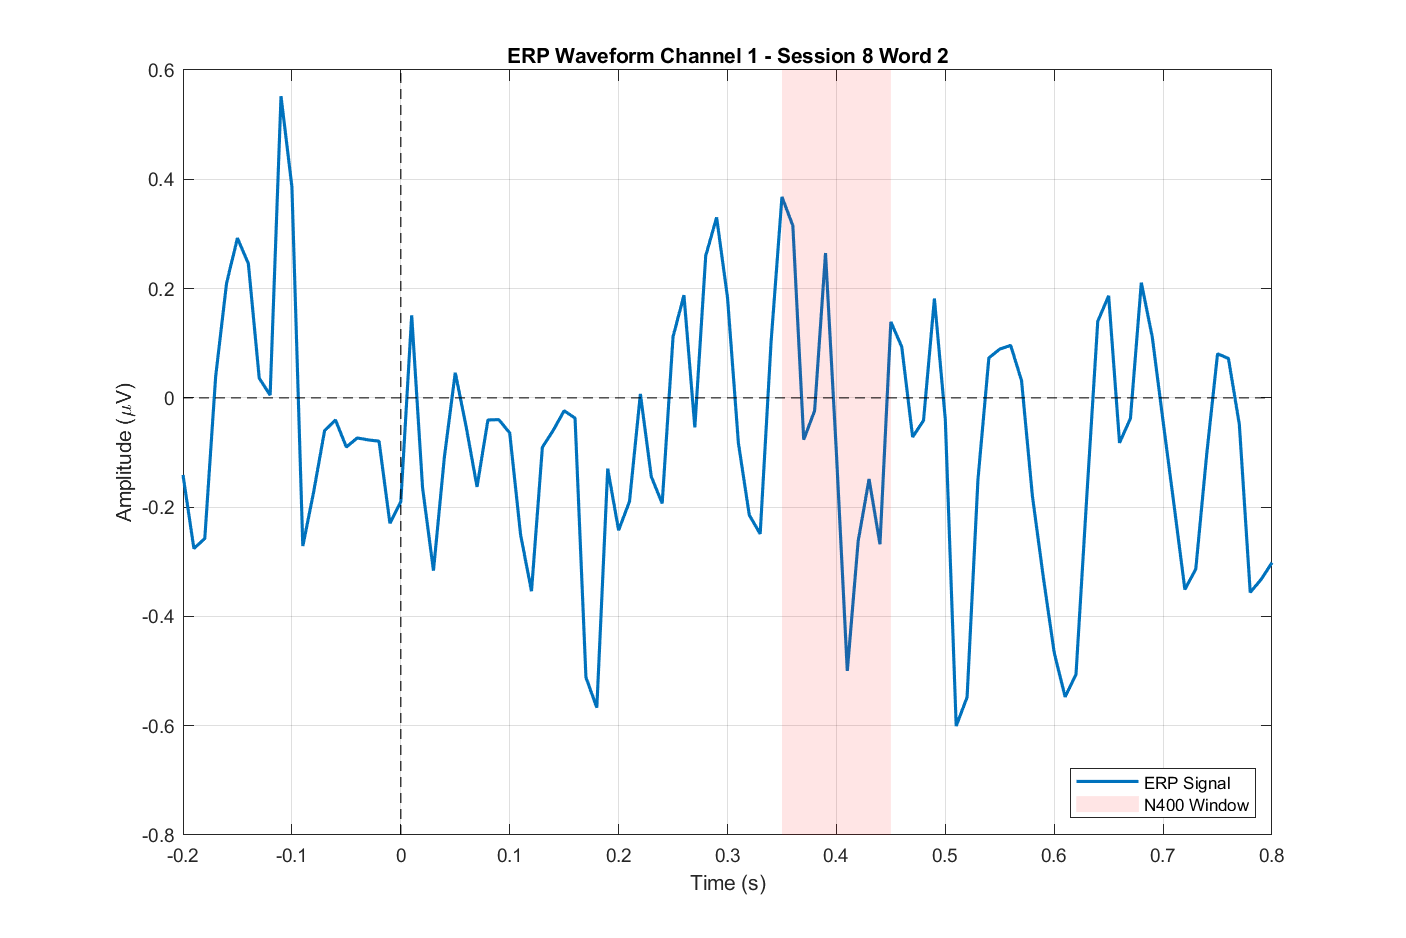 ERP Waveform Channel 1 - Session 8 Word 2
0.6
0.4
0.2
0
-0.2
-0.4
-0.6
-0.8
Amplitude (μV)
-0.2 -0.1 0 0.1 0.2 0.3 0.4 0.5 0.6 0.7 0.8
Time (s)
ERP Signal
N400 Window